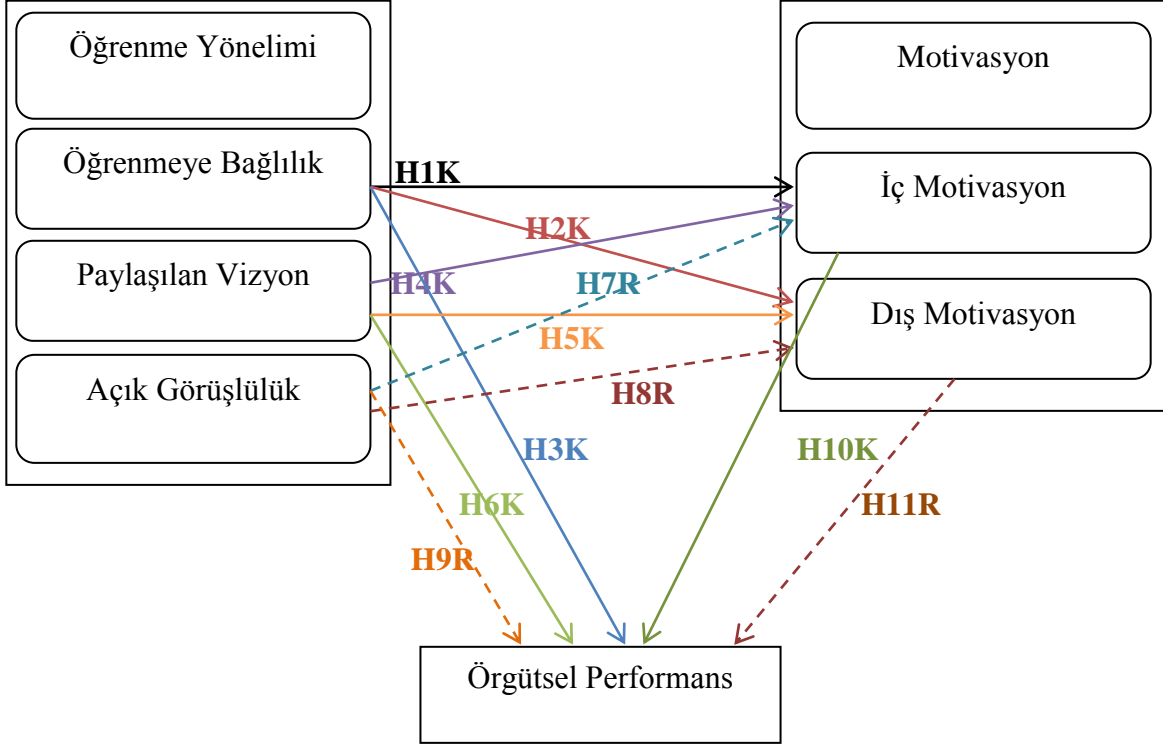 Öğrenme Yönelimi
Motivasyon
Öğrenmeye Bağlılık
H1K
İç Motivasyon
H2K
Paylaşılan Vizyon
H4K
H7R
Dış Motivasyon
H5K
Açık Görüşlülük
H8R
H3K
H10K
H6K
H11R
H9R
Örgütsel Performans